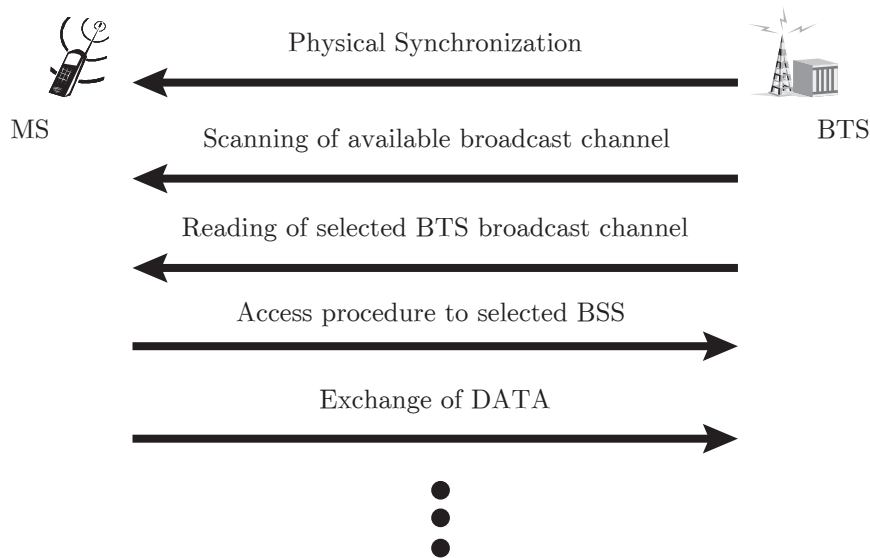 Physical Synchronization
MS
BTS
Scanning of available broadcast channel
Reading of selected BTS broadcast channel
Access procedure to selected BSS
Exchange of DATA